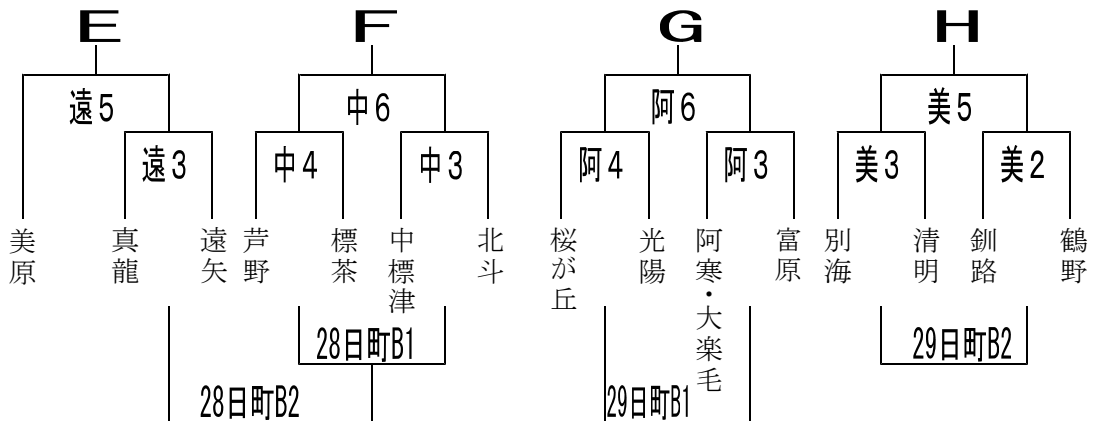 E F G H
遠5 中6 阿6 美5
遠3 中4 中3 阿4 阿3 美3 美2
美原 真龍 遠矢 芦野 標茶 中標津 北斗 桜が丘 光陽 阿寒・大楽毛 富原 別海 清明 釧路 鶴野
28日町B1 29日町B2
28日町B2 29日町B1